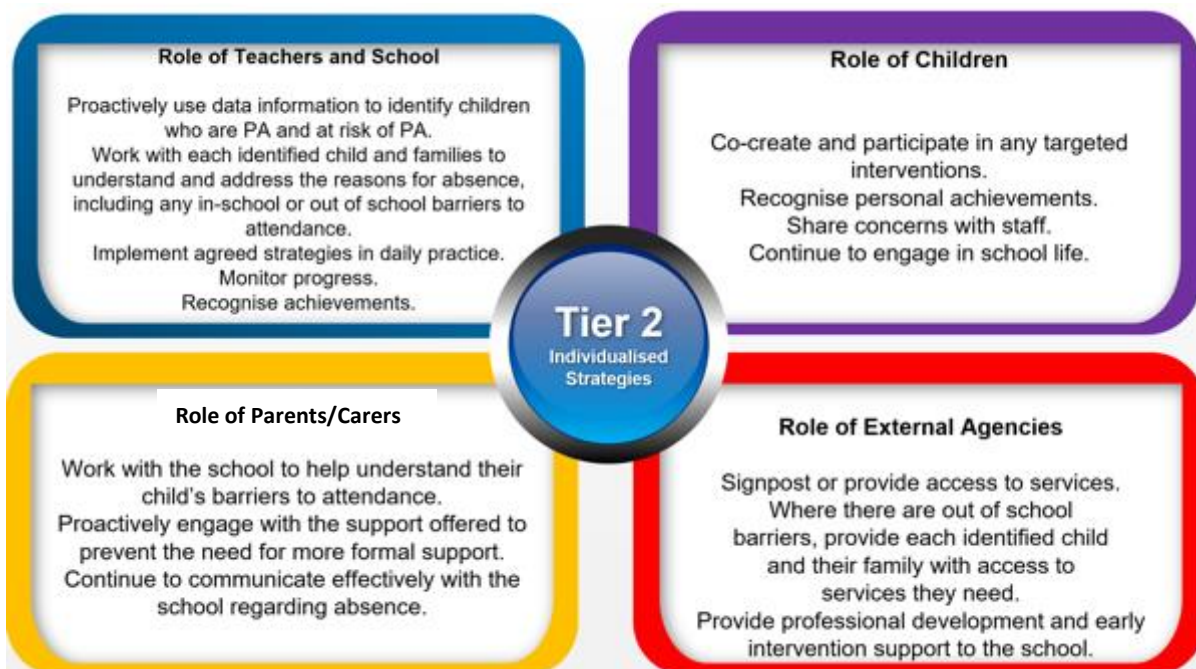 Role of Teachers and School
Proactively use data information to identify children
who are PA and at risk of PA.
Work with each identified child and families to
understand and address the reasons for absence,
including any in-school or out of school barriers to
attendance.
Implement agreed strategies in daily practice.
Monitor progress.
Recognise achievements.
Role of Children
Co-create and participate in any targeted
interventions.
Recognise personal achievements.
Share concerns with staff.
Continue to engage in school life.
Tier 2
Individualised
Strategies
Role of Parents/Carers
Work with the school to help understand their
child's barriers to attendance.
Proactively engage with the support offered to
prevent the need for more formal support.
Continue to communicate effectively with the
school regarding absence.
Role of External Agencies
Signpost or provide access to services.
Where there are out of school
barriers, provide each identified child
and their family with access to
services they need.
Provide professional development and early
intervention support to the school.